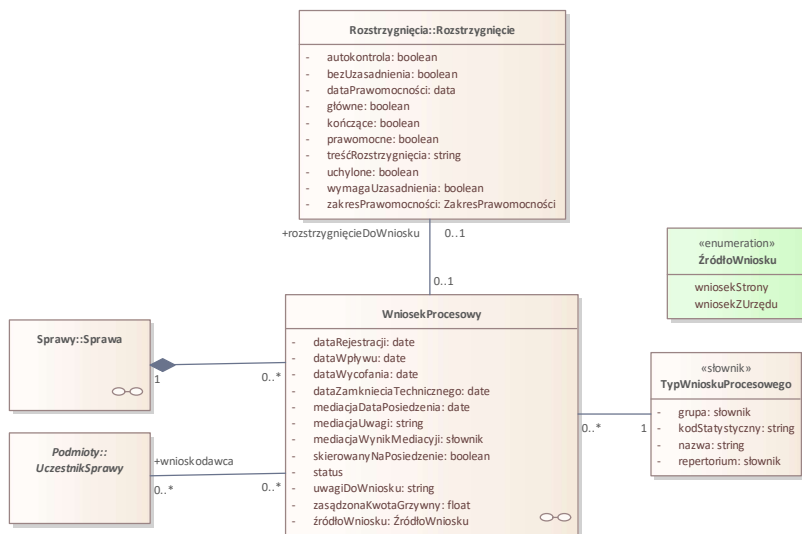 Rozstrzygnięcia::Rozstrzygnięcie
- autokontrola: boolean
- bezUzasadnienia: boolean
- dataPrawomocności: data
- główne: boolean
- kończące: boolean
- prawomocne: boolean
- treśćRozstrzygnięcia: string
- uchylone: boolean
- wymagaUzasadnienia: boolean
- zakresPrawomocności: ZakresPrawomocności
+rozstrzygnięcieDoWniosku 0..1
0..1
«enumeration»
ŹródłoWniosku
wniosekStrony
wniosekZUrzędu
WniosekProcesowy
- dataRejestracji: date
- dataWpływu: date
- dataWycofania: date
- dataZamknieciaTechnicznego: date
- mediacjaDataPosiedzenia: date
- mediacjaUwagi: string
- mediacjaWynikMediacyji: słownik
- skierowanyNaPosiedzenie: boolean
- status
- uwagiDoWniosku: string
- zasądzonaKwotaGrzywny: float
- źródłoWniosku: ŹródłoWniosku
Sprawy::Sprawa
1 0..*
Podmioty::
UczestnikSprawy
+wnioskodawca
0..* 0..*
«słownik»
TypWnioskuProcesowego
- grupa: słownik
- kodStatystyczny: string
- nazwa: string
- repertorium: słownik
0..* 1